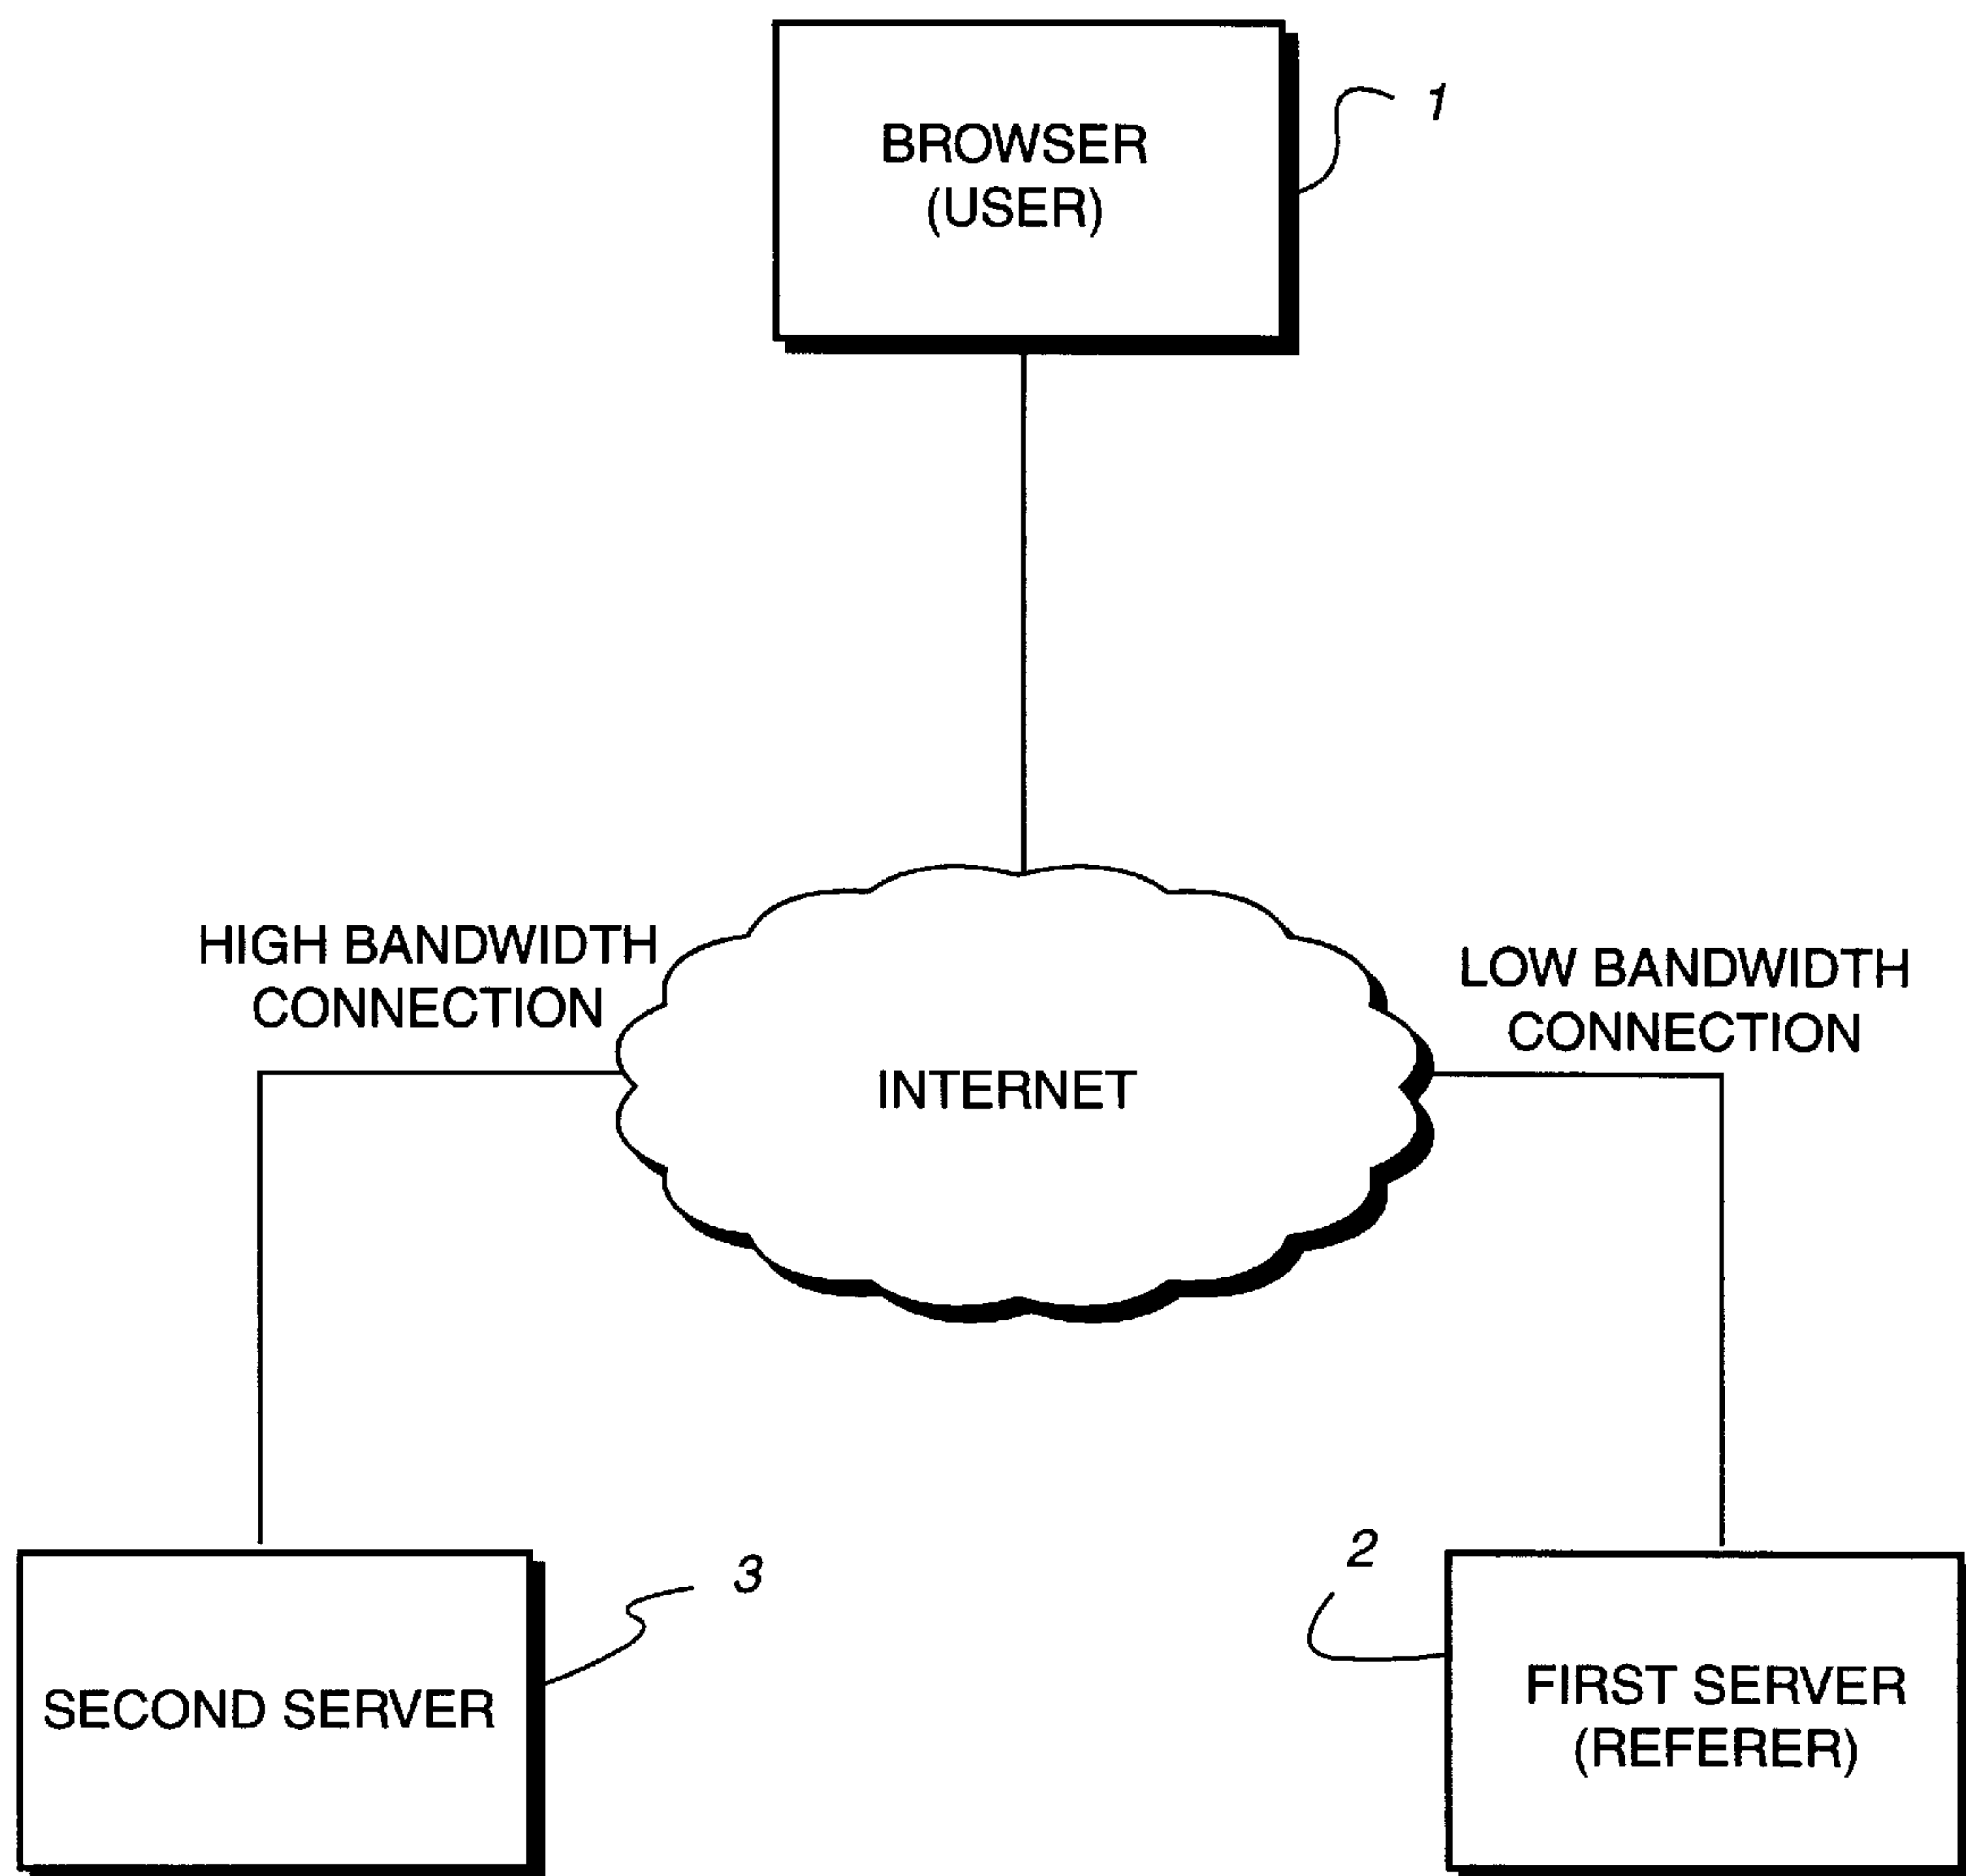 BROWSER
(USER)
1
HIGH BANDWIDTH
CONNECTION
LOW BANDWIDTH
CONNECTION
INTERNET
3
SECOND SERVER
2
FIRST SERVER
(REFERER)